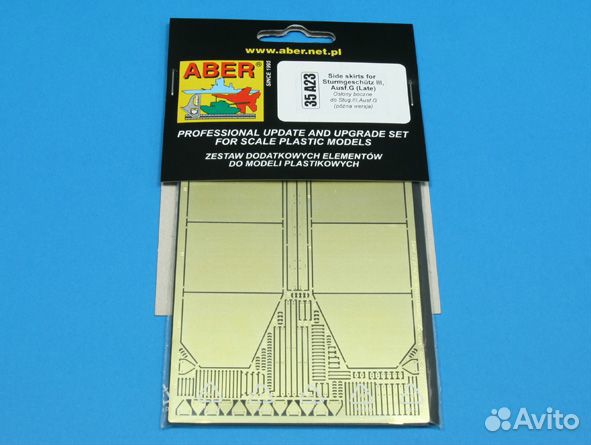 www.aber.net.pl
ABER®
SINCE 1995
35 A23
Side skirts for
Sturmgeschütz III,
Ausf.G (Late)
Osłony boczne
do Stug.III,Ausf.G
(późna wersja)
PROFESSIONAL UPDATE AND UPGRADE SET
FOR SCALE PLASTIC MODELS
ZESTAW DODATKOWYCH ELEMENTÓW
DO MODELI PLASTIKOWYCH
Avito